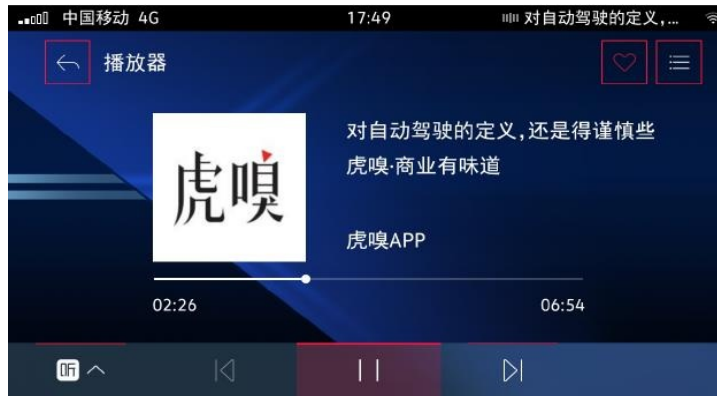 中国移动 4G
17:49
对自动驾驶的定义,...
播放器
对自动驾驶的定义,还是得谨慎些
虎嗅·商业有味道
虎嗅
虎嗅APP
02:26
06:54
听